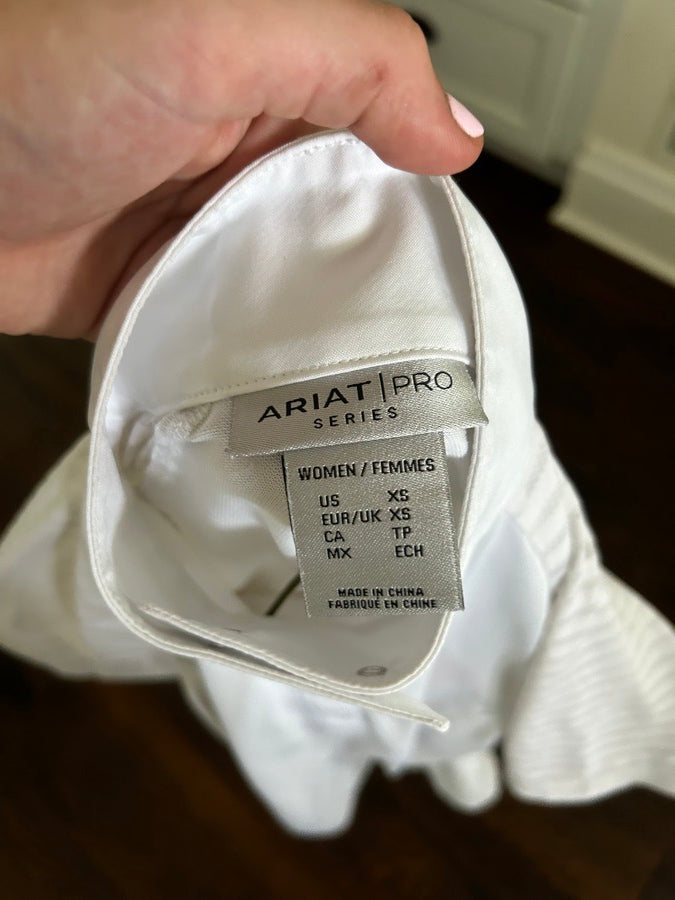 ARIAT | PRO
SERIES
WOMEN / FEMMES
US XS
EUR/UK XS
CA TP
MX ECH
MADE IN CHINA
FABRIQUÉ EN CHINE